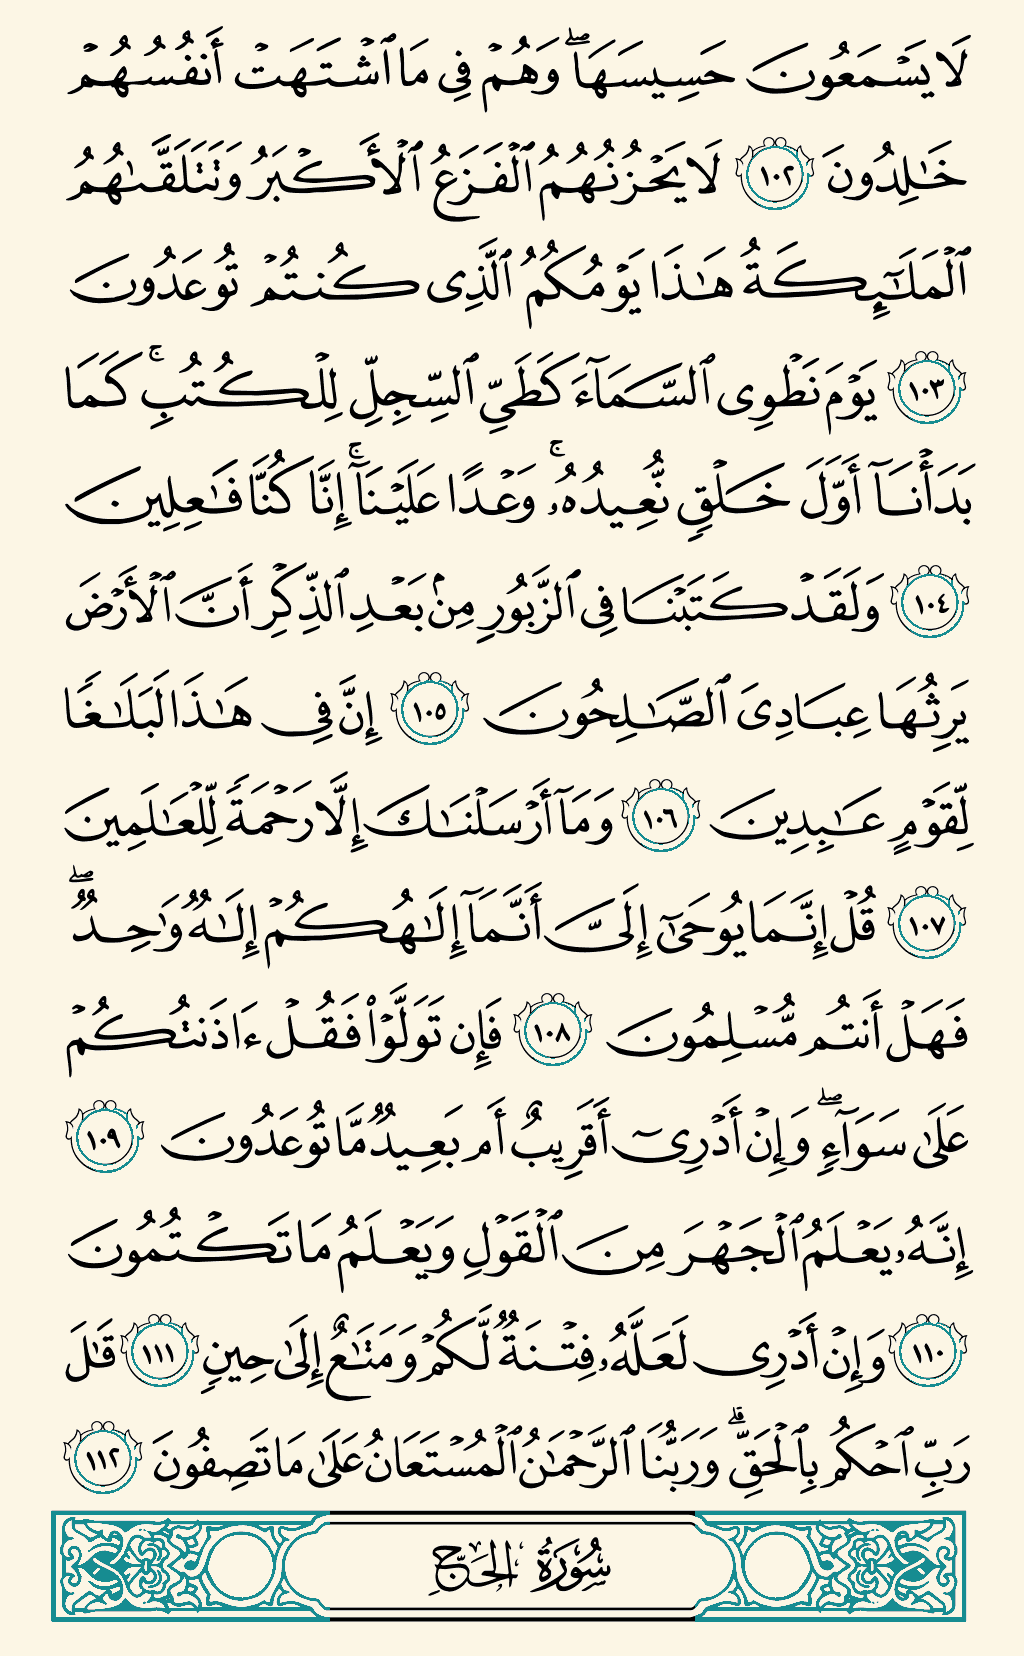 لَا يَسْمَعُونَ حَسِيسَهَا ۖ وَهُمْ فِي مَا ٱشْتَهَتْ أَنفُسُهُمْ
خَٰلِدُونَ ١٠٢ لَا يَحْزُنُهُمُ ٱلْفَزَعُ ٱلْأَكْبَرُ وَتَتَلَقَّىٰهُمُ
ٱلْمَلَٰٓئِكَةُ هَٰذَا يَوْمُكُمُ ٱلَّذِى كُنتُمْ تُوعَدُونَ
١٠٣ يَوْمَ نَطْوِى ٱلسَّمَآءَ كَطَىِّ ٱلسِّجِلِّ لِلْكُتُبِ ۚ كَمَا
بَدَأْنَآ أَوَّلَ خَلْقٍ نُّعِيدُهُۥ ۚ وَعْدًا عَلَيْنَآ ۚ إِنَّا كُنَّا فَٰعِلِينَ
١٠٤ وَلَقَدْ كَتَبْنَا فِى ٱلزَّبُورِ مِنۢ بَعْدِ ٱلذِّكْرِ أَنَّ ٱلْأَرْضَ
يَرِثُهَا عِبَادِىَ ٱلصَّٰلِحُونَ ١٠٥ إِنَّ فِى هَٰذَا لَبَلَٰغًا
لِّقَوْمٍ عَٰبِدِينَ ١٠٦ وَمَآ أَرْسَلْنَٰكَ إِلَّا رَحْمَةً لِّلْعَٰلَمِينَ
١٠٧ قُلْ إِنَّمَا يُوحَىٰٓ إِلَىَّ أَنَّمَآ إِلَٰهُكُمْ إِلَٰهٌ وَٰحِدٌ ۖ
فَهَلْ أَنتُم مُّسْلِمُونَ ١٠٨ فَإِن تَوَلَّوْا۟ فَقُلْ ءَاذَنتُكُمْ
عَلَىٰ سَوَآءٍ ۖ وَإِنْ أَدْرِىٓ أَقَرِيبٌ أَم بَعِيدٌ مَّا تُوعَدُونَ ١٠٩
إِنَّهُۥ يَعْلَمُ ٱلْجَهْرَ مِنَ ٱلْقَوْلِ وَيَعْلَمُ مَا تَكْتُمُونَ
١١٠ وَإِنْ أَدْرِى لَعَلَّهُۥ فِتْنَةٌ لَّكُمْ وَمَتَٰعٌ إِلَىٰ حِينٍ ١١١ قَٰلَ
رَبِّ ٱحْكُم بِٱلْحَقِّ ۗ وَرَبُّنَا ٱلرَّحْمَٰنُ ٱلْمُسْتَعَانُ عَلَىٰ مَا تَصِفُونَ ١١٢
سُورَةُ الحَجّ